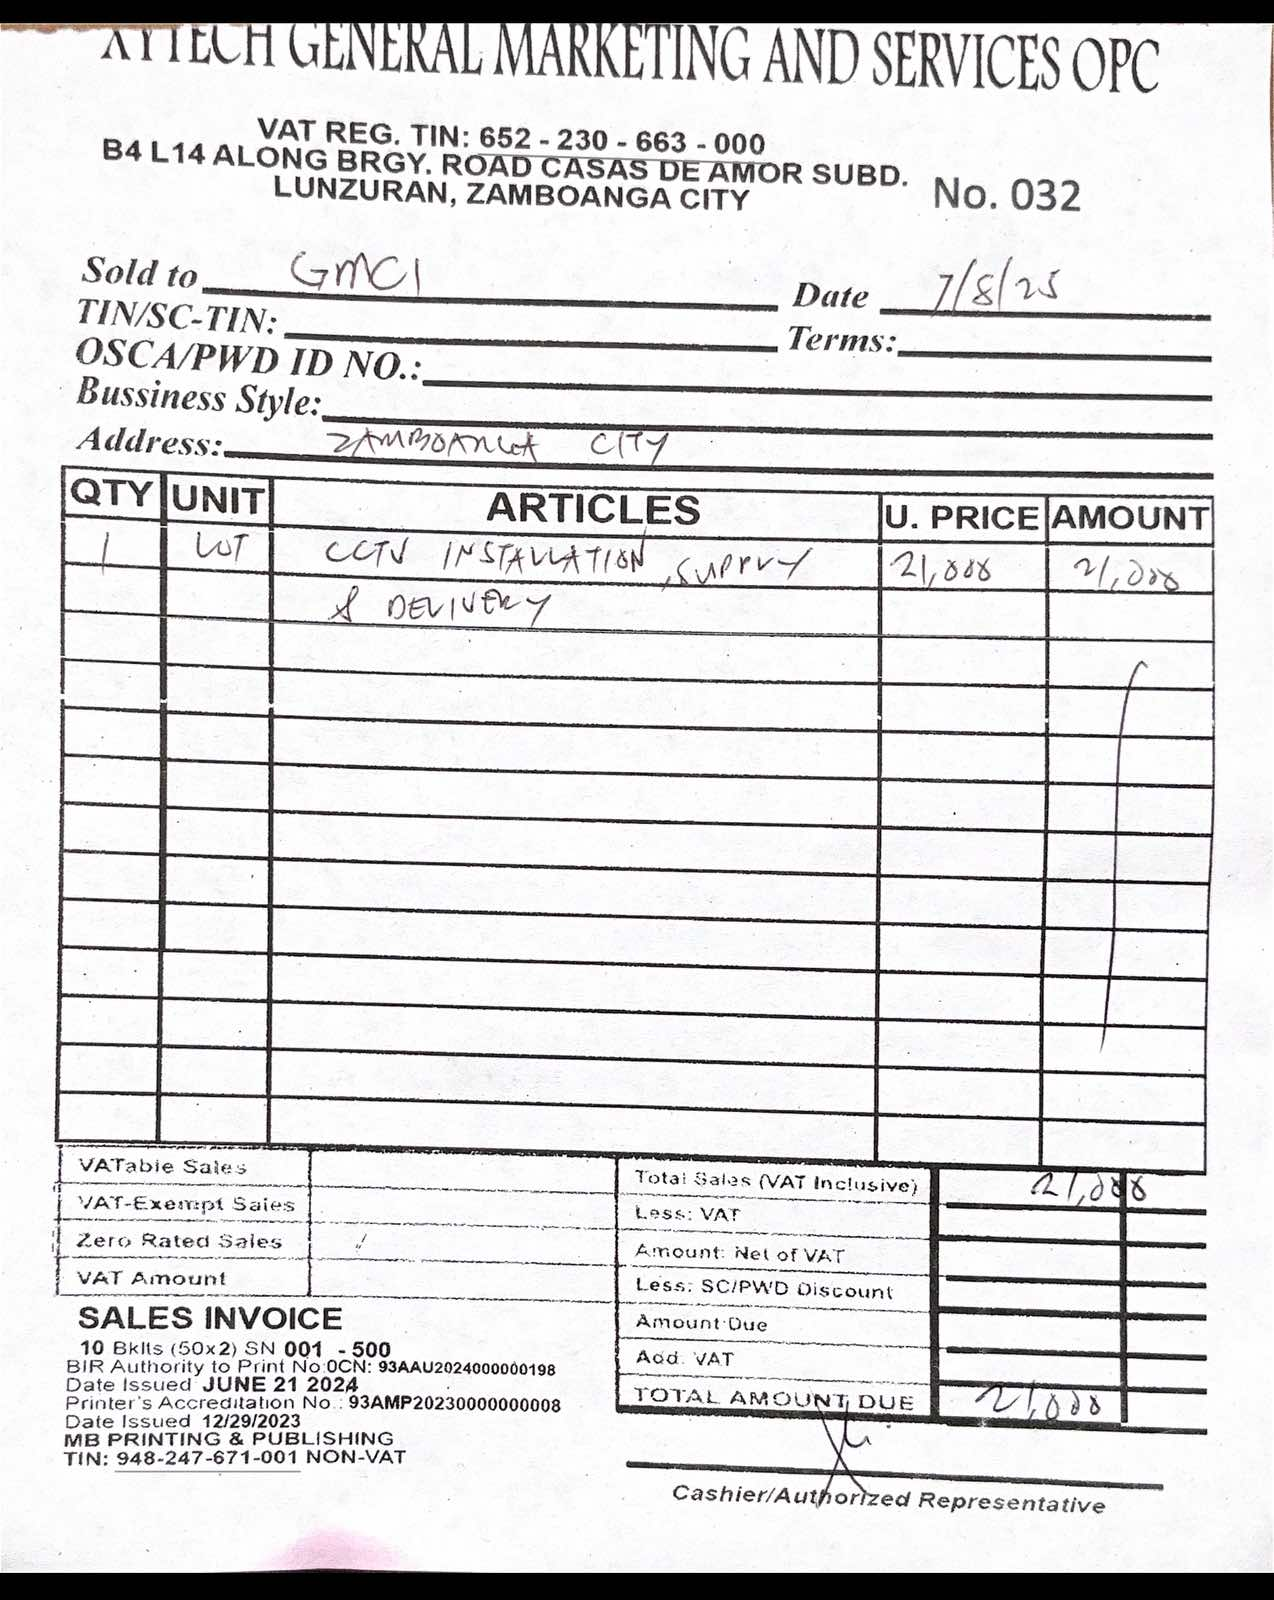 XYTECH GENERAL MARKETING AND SERVICES OPC
VAT REG. TIN: 652 - 230 - 663 - 000
B4 L14 ALONG BRGY. ROAD CASAS DE AMOR SUBD.
LUNZURAN, ZAMBOANGA CITY
No. 032
Sold to GMCI
Date 7/8/25
TIN/SC-TIN:
Terms:
OSCA/PWD ID NO.:
Bussiness Style:
Address: ZAMBOANGA CITY
QTY UNIT ARTICLES U. PRICE AMOUNT
1 LOT CCTV INSTALLATION, SUPPLY 21,000 21,000
& DELIVERY
VATable Sales
VAT-Exempt Sales
Zero Rated Sales
VAT Amount
Total Sales (VAT Inclusive) 21,000
Less: VAT
Amount: Net of VAT
Less: SC/PWD Discount
Amount Due
Add: VAT
TOTAL AMOUNT DUE 21,000
SALES INVOICE
10 Bklts (50x2) SN 001 - 500
BIR Authority to Print No.OCN: 93AAU2024000000198
Date Issued JUNE 21 2024
Printer's Accreditation No.: 93AMP20230000000008
Date Issued 12/29/2023
MB PRINTING & PUBLISHING
TIN: 948-247-671-001 NON-VAT
Cashier/Authorized Representative